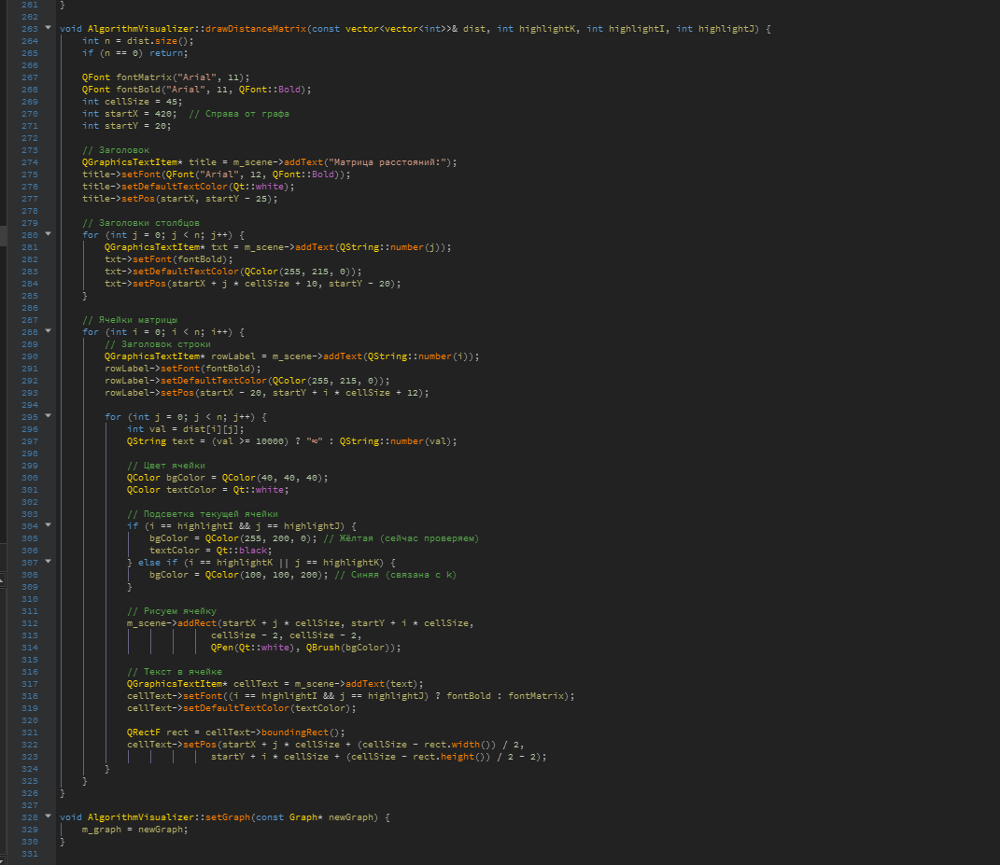 261 }
262
263 void AlgorithmVisualizer::drawDistanceMatrix(const vector<vector<int>>& dist, int highlightK, int highlightI, int highlightJ) {
264     int n = dist.size();
265     if (n == 0) return;
266
267     QFont fontMatrix("Arial", 11);
268     QFont fontBold("Arial", 11, QFont::Bold);
269     int cellSize = 45;
270     int startX = 420;  // Справа от графа
271     int startY = 20;
272
273     // Заголовок
274     QGraphicsTextItem* title = m_scene->addText("Матрица расстояний:");
275     title->setFont(QFont("Arial", 12, QFont::Bold));
276     title->setDefaultTextColor(Qt::white);
277     title->setPos(startX, startY - 25);
278
279     // Заголовки столбцов
280     for (int j = 0; j < n; j++) {
281         QGraphicsTextItem* txt = m_scene->addText(QString::number(j));
282         txt->setFont(fontBold);
283         txt->setDefaultTextColor(QColor(255, 215, 0));
284         txt->setPos(startX + j * cellSize + 10, startY - 20);
285     }
286
287     // Ячейки матрицы
288     for (int i = 0; i < n; i++) {
289         // Заголовок строки
290         QGraphicsTextItem* rowLabel = m_scene->addText(QString::number(i));
291         rowLabel->setFont(fontBold);
292         rowLabel->setDefaultTextColor(QColor(255, 215, 0));
293         rowLabel->setPos(startX - 20, startY + i * cellSize + 12);
294
295         for (int j = 0; j < n; j++) {
296             int val = dist[i][j];
297             QString text = (val >= 10000) ? "∞" : QString::number(val);
298
299             // Цвет ячейки
300             QColor bgColor = QColor(40, 40, 40);
301             QColor textColor = Qt::white;
302
303             // Подсветка текущей ячейки
304             if (i == highlightI && j == highlightJ) {
305                 bgColor = QColor(255, 200, 0); // Жёлтая (сейчас проверяем)
306                 textColor = Qt::black;
307             } else if (i == highlightK || j == highlightK) {
308                 bgColor = QColor(100, 100, 200); // Синяя (связана с k)
309             }
310
311             // Рисуем ячейку
312             m_scene->addRect(startX + j * cellSize, startY + i * cellSize,
313                            cellSize - 2, cellSize - 2,
314                            QPen(Qt::white), QBrush(bgColor));
315
316             // Текст в ячейке
317             QGraphicsTextItem* cellText = m_scene->addText(text);
318             cellText->setFont((i == highlightI && j == highlightJ) ? fontBold : fontMatrix);
319             cellText->setDefaultTextColor(textColor);
320
321             QRectF rect = cellText->boundingRect();
322             cellText->setPos(startX + j * cellSize + (cellSize - rect.width()) / 2,
323                            startY + i * cellSize + (cellSize - rect.height()) / 2 - 2);
324         }
325     }
326 }
327
328 void AlgorithmVisualizer::setGraph(const Graph* newGraph) {
329     m_graph = newGraph;
330 }
331